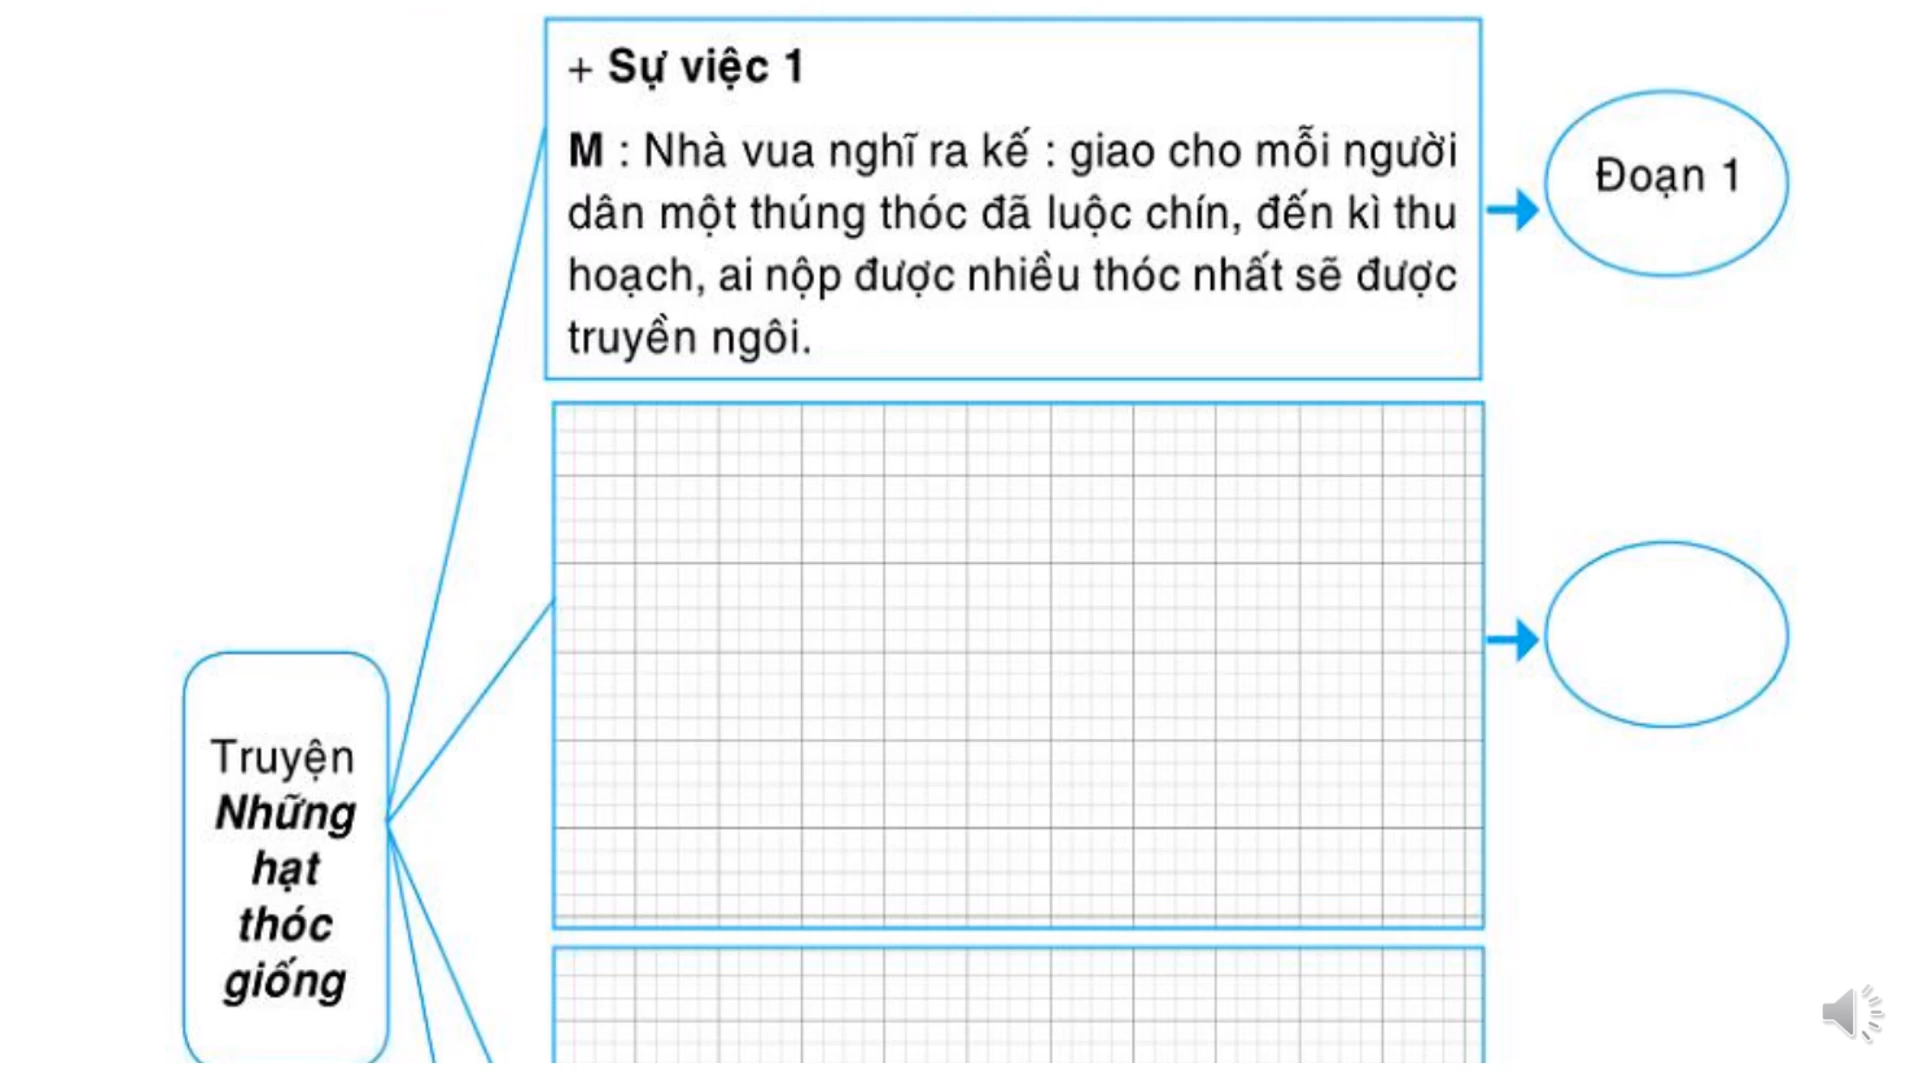 + Sự việc 1
M : Nhà vua nghĩ ra kế : giao cho mỗi người
dân một thúng thóc đã luộc chín, đến kì thu
hoạch, ai nộp được nhiều thóc nhất sẽ được
truyền ngôi.
Đoạn 1
Truyện
Những
hạt
thóc
giống